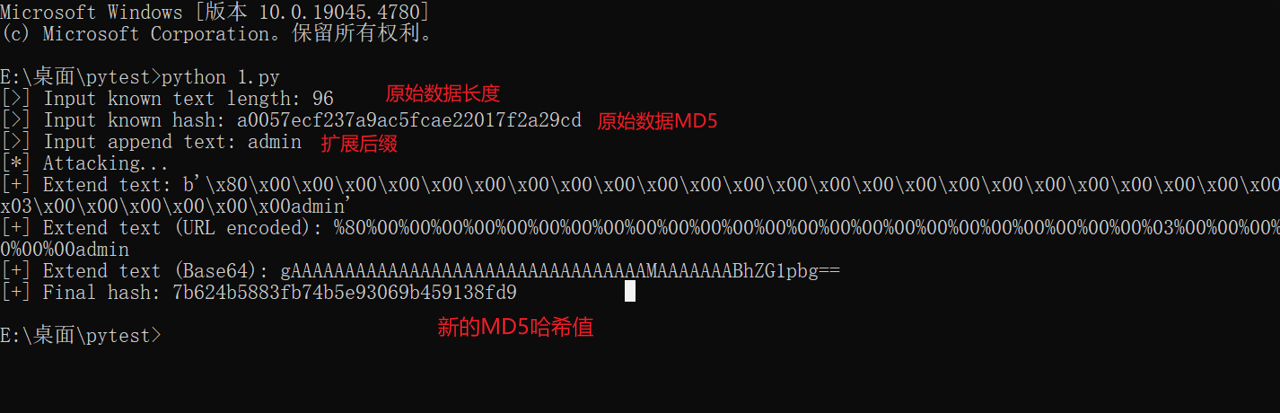 Microsoft Windows [版本 10.0.19045.4780]
(c) Microsoft Corporation。保留所有权利。
E:\桌面\pytest>python 1.py
[>] Input known text length: 96 原始数据长度
[>] Input known hash: a0057ecf237a9ac5fcae22017f2a29cd 原始数据MD5
[>] Input append text: admin 扩展后缀
[*] Attacking...
[+] Extend text: b'\x80\x00\x00\x00\x00\x00\x00\x00\x00\x00\x00\x00\x00\x00\x00\x00\x00\x00\x00\x00\x00\x00\x00\x00\x00
x03\x00\x00\x00\x00\x00\x00admin'
[+] Extend text (URL encoded): %80%00%00%00%00%00%00%00%00%00%00%00%00%00%00%00%00%00%00%00%00%00%00%00%00%03%00%00%00%
0%00%00admin
[+] Extend text (Base64): gAAAAAAAAAAAAAAAAAAAAAAAAAAAAAAAAAMAAAAAAABhZG1pbg==
[+] Final hash: 7b624b5883fb74b5e93069b459138fd9
新的MD5哈希值
E:\桌面\pytest>